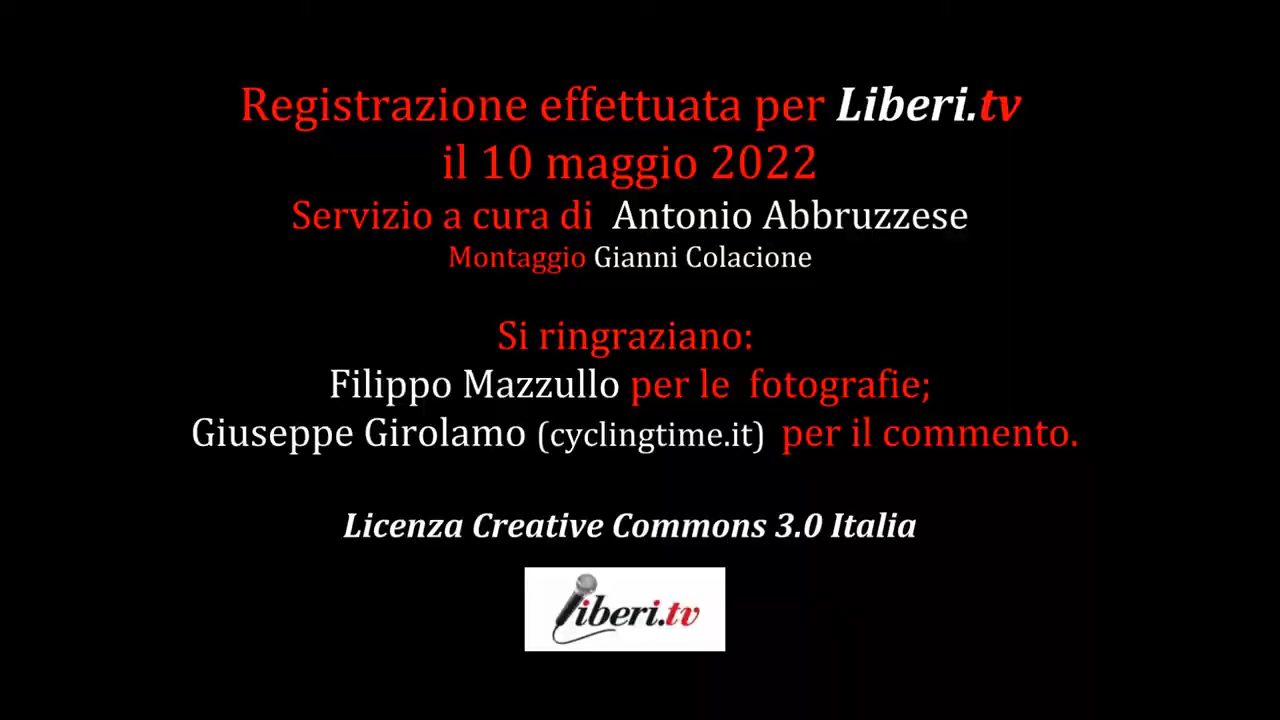 Registrazione effettuata per Liberi.tv
il 10 maggio 2022
Servizio a cura di Antonio Abbruzzese
Montaggio Gianni Colacione
Si ringraziano:
Filippo Mazzullo per le fotografie;
Giuseppe Girolamo (cyclingtime.it) per il commento.
Licenza Creative Commons 3.0 Italia
liberi.tv